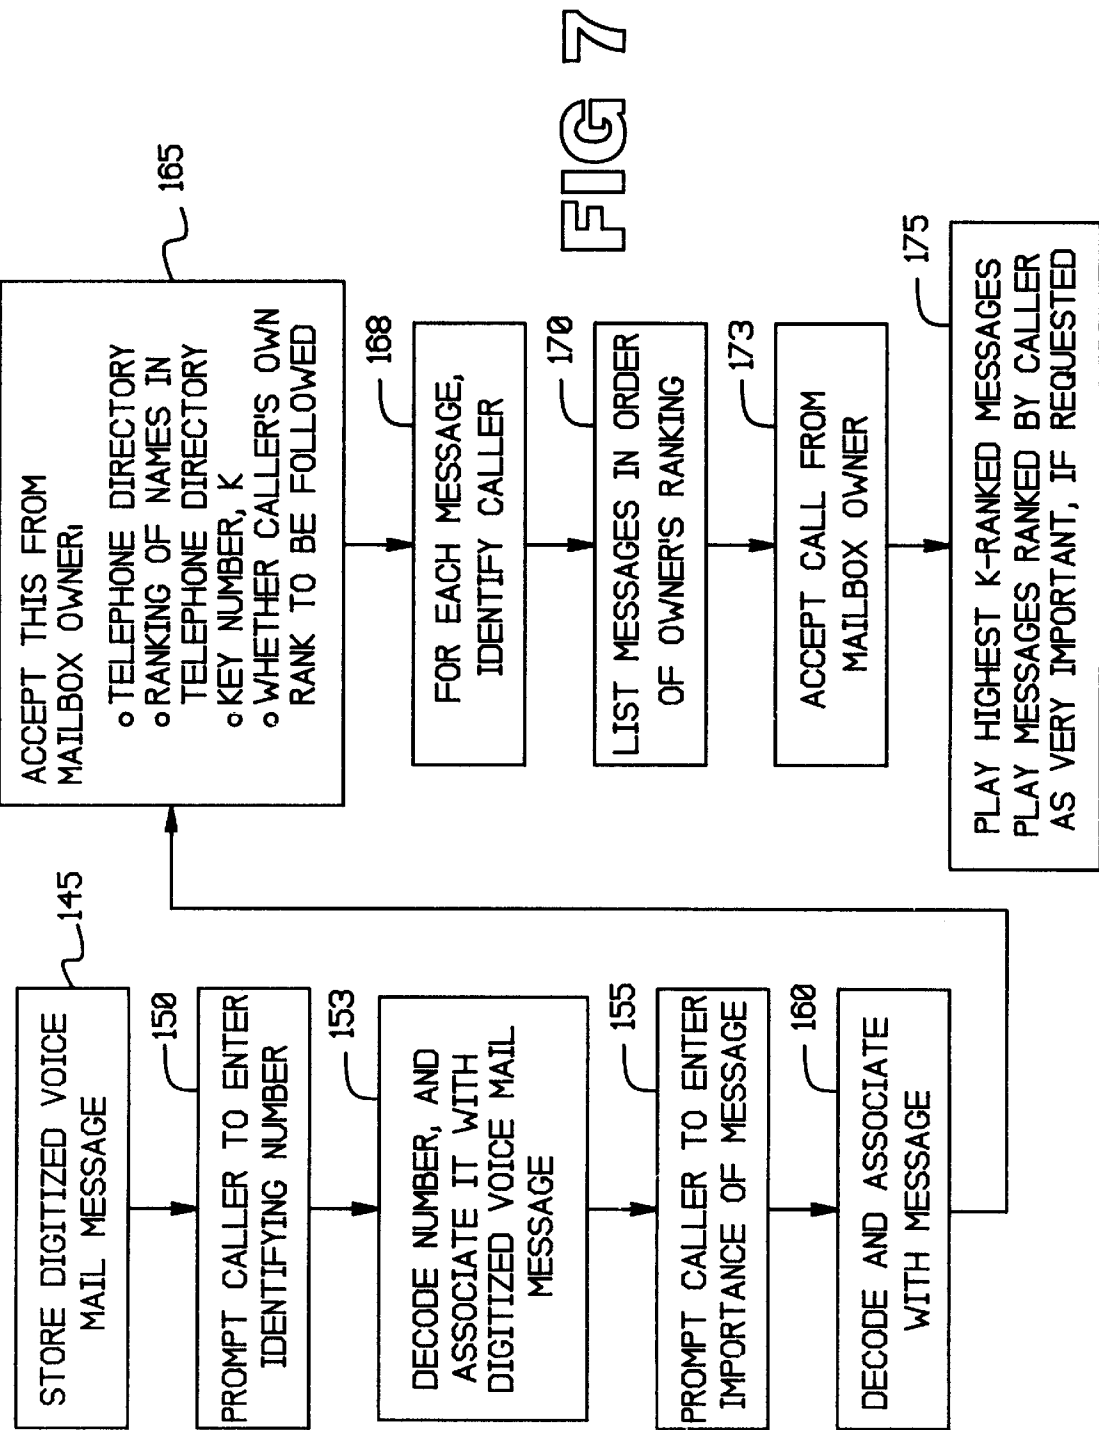 STORE DIGITIZED VOICE
MAIL MESSAGE
145
PROMPT CALLER TO ENTER
IDENTIFYING NUMBER
150
DECODE NUMBER, AND
ASSOCIATE IT WITH
DIGITIZED VOICE MAIL
MESSAGE
153
PROMPT CALLER TO ENTER
IMPORTANCE OF MESSAGE
155
DECODE AND ASSOCIATE
WITH MESSAGE
160
ACCEPT THIS FROM
MAILBOX OWNER:
o TELEPHONE DIRECTORY
o RANKING OF NAMES IN
TELEPHONE DIRECTORY
o KEY NUMBER, K
o WHETHER CALLER'S OWN
RANK TO BE FOLLOWED
165
FOR EACH MESSAGE,
IDENTIFY CALLER
168
LIST MESSAGES IN ORDER
OF OWNER'S RANKING
170
ACCEPT CALL FROM
MAILBOX OWNER
173
PLAY HIGHEST K-RANKED MESSAGES
PLAY MESSAGES RANKED BY CALLER
AS VERY IMPORTANT, IF REQUESTED
175
FIG 7